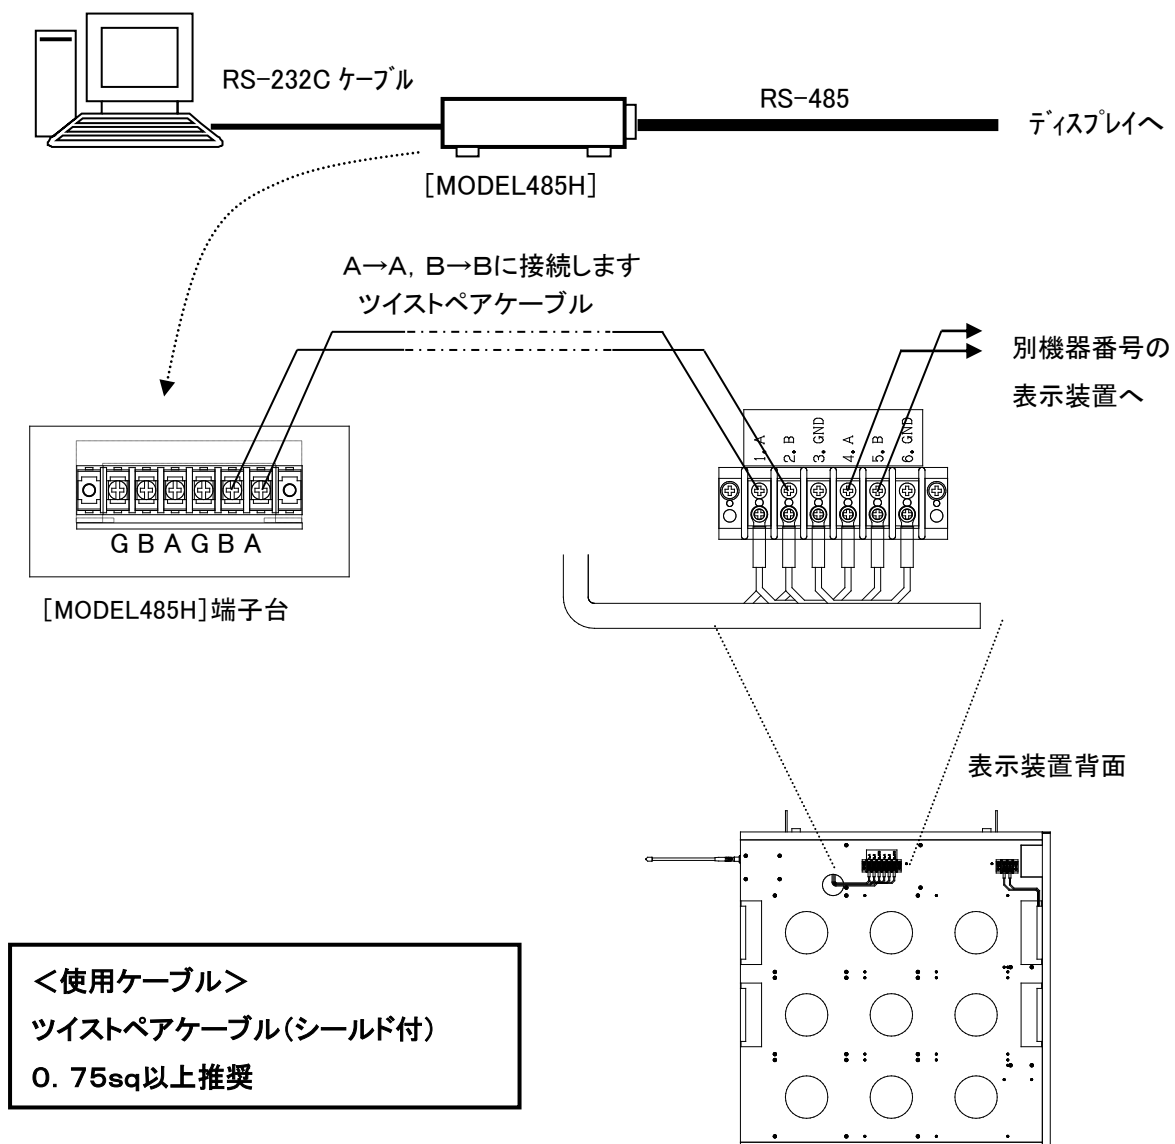 RS-232C ケーブル
RS-485
ディスプレイへ
[MODEL485H]
A→A, B→Bに接続します
ツイストペアケーブル
別機器番号の
表示装置へ
1. A
2. B
3. GND
4. A
5. B
6. GND
G B A G B A
[MODEL485H]端子台
表示装置背面
<使用ケーブル>
ツイストペアケーブル(シールド付)
0. 75sq以上推奨